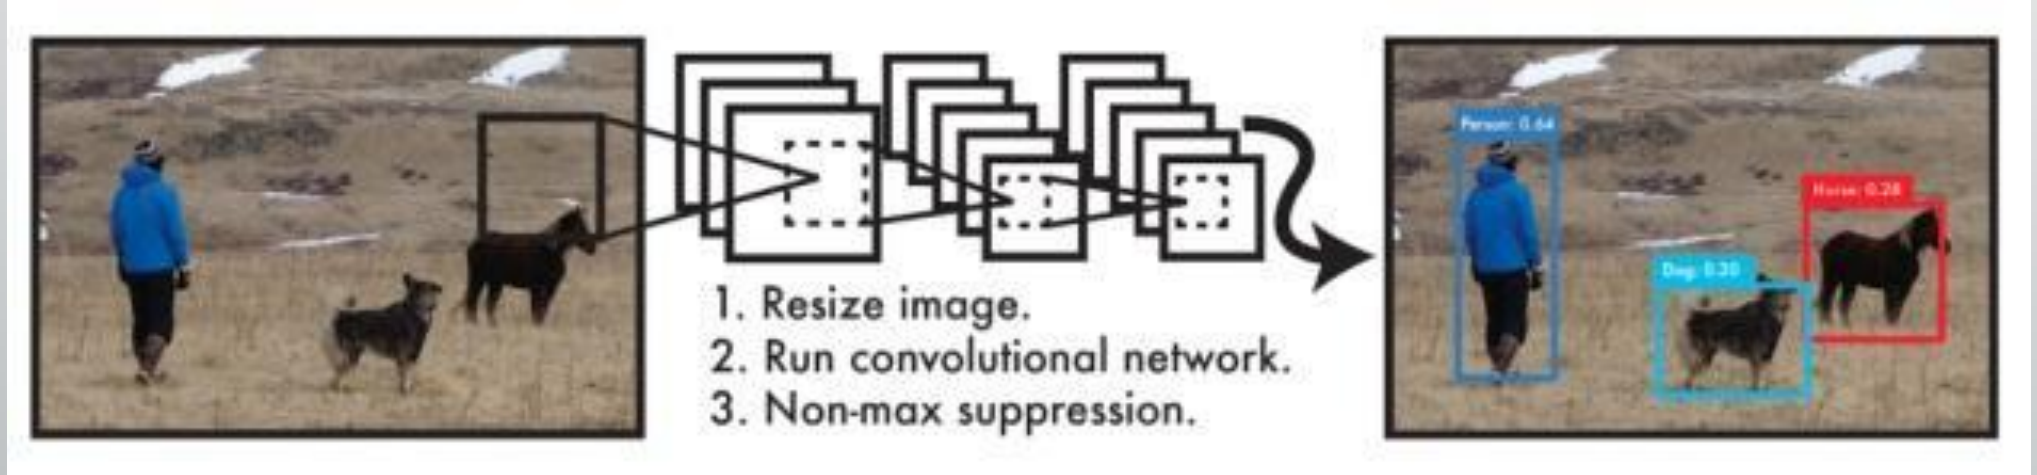 1. Resize image.
2. Run convolutional network.
3. Non-max suppression.
Person: 0.64
Horse: 0.28
Dog: 0.30